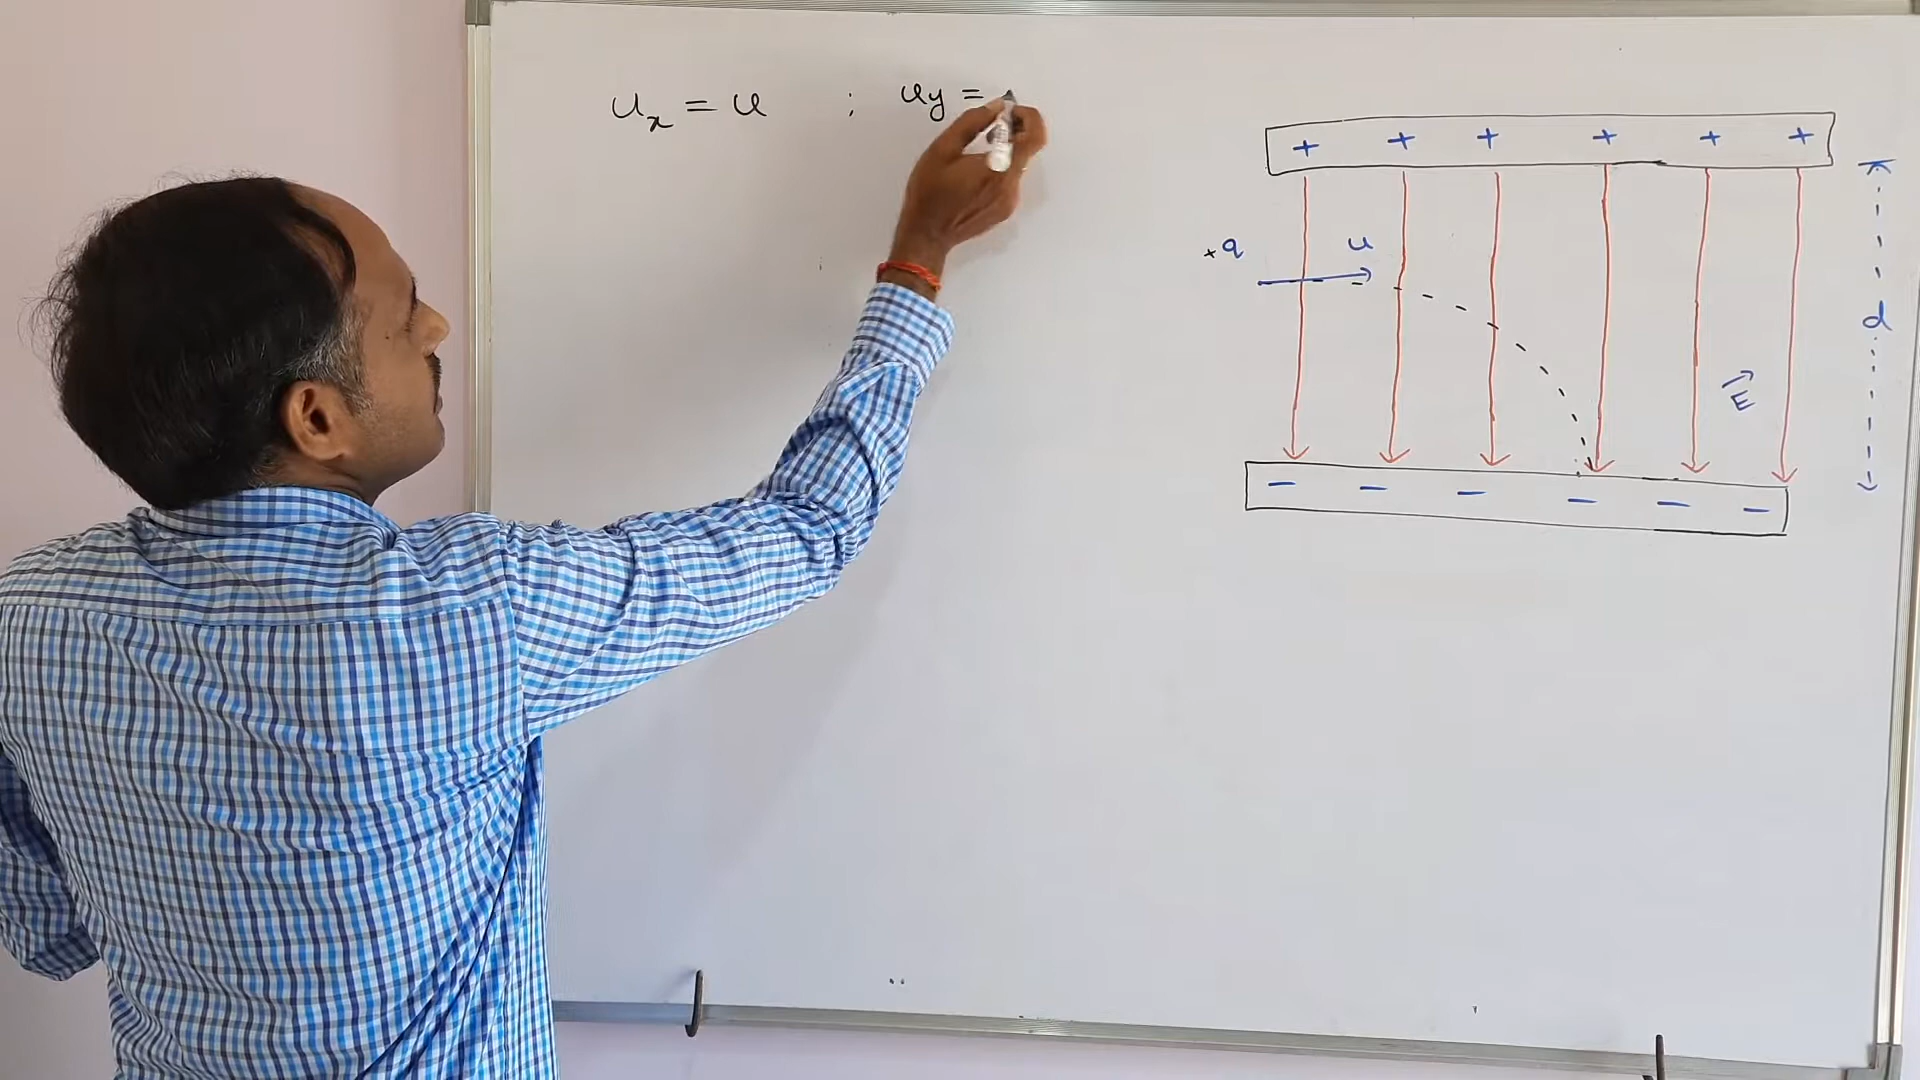 uₓ = u ; uy =
+ + + + + +
+q
u
d
E⃗
− − − − − −